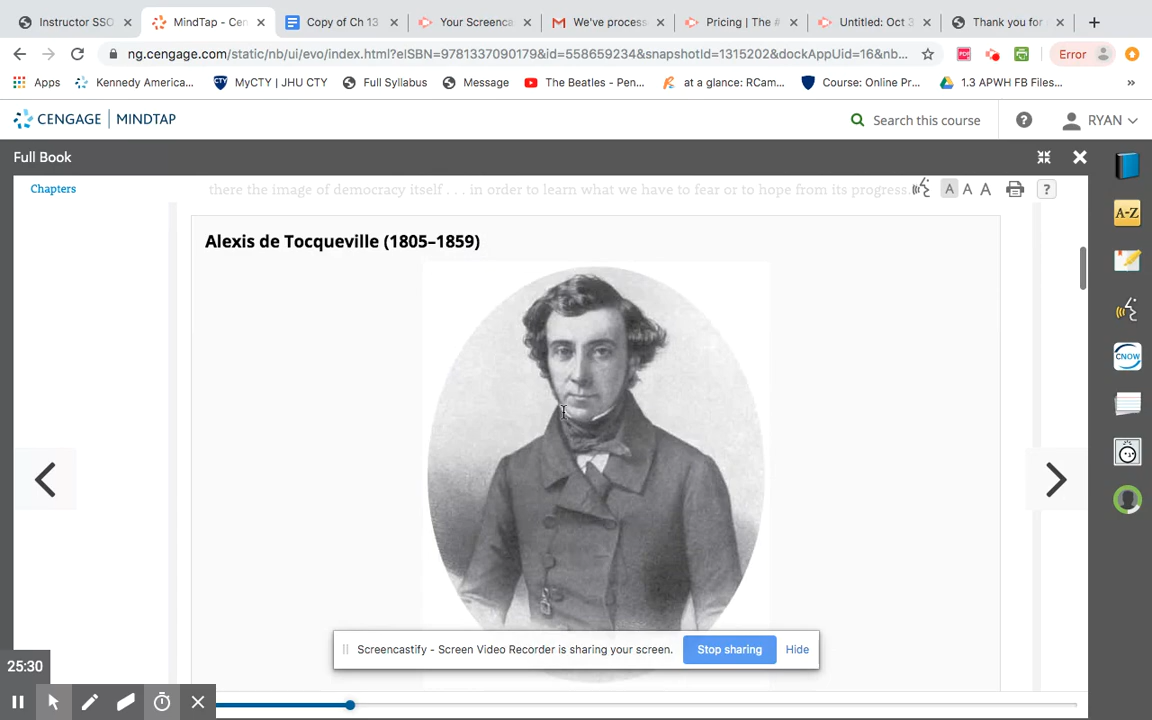 Instructor SSO
MindTap - Cen
Copy of Ch 13
Your Screenca
We've process
Pricing | The #
Untitled: Oct 3
Thank you for
ng.cengage.com/static/nb/ui/evo/index.html?eISBN=9781337090179&id=558659234&snapshotId=1315202&dockAppUid=16&nb...
Error
Apps
Kennedy America...
CTY
MyCTY | JHU CTY
Full Syllabus
Message
The Beatles - Pen...
at a glance: RCam...
Course: Online Pr...
1.3 APWH FB Files...
»
CENGAGE | MINDTAP
Search this course
?
RYAN
Full Book
Chapters
there the image of democracy itself . . . in order to learn what we have to fear or to hope from its progress.
A A A
?
A-Z
Alexis de Tocqueville (1805–1859)
CNOW
Screencastify - Screen Video Recorder is sharing your screen.
Stop sharing
Hide
25:30